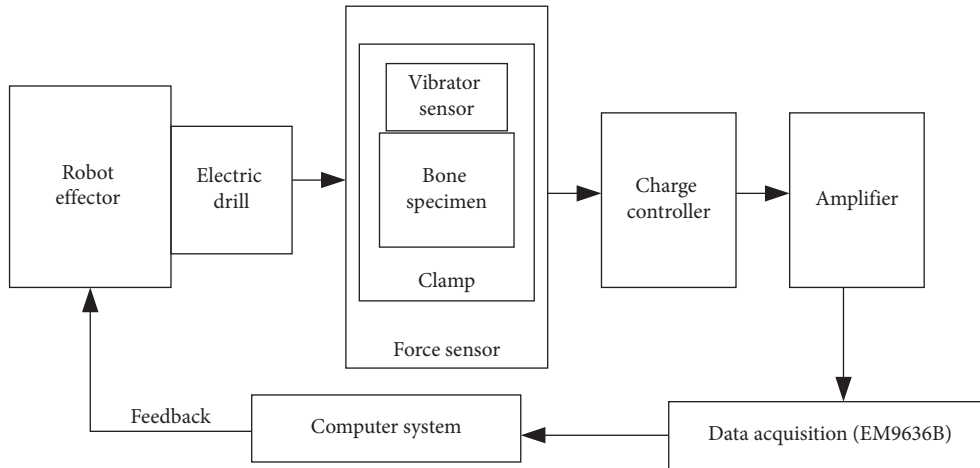 Robot
effector
Electric
drill
Vibrator
sensor
Bone
specimen
Clamp
Force sensor
Charge
controller
Amplifier
Feedback
Computer system
Data acquisition (EM9636B)